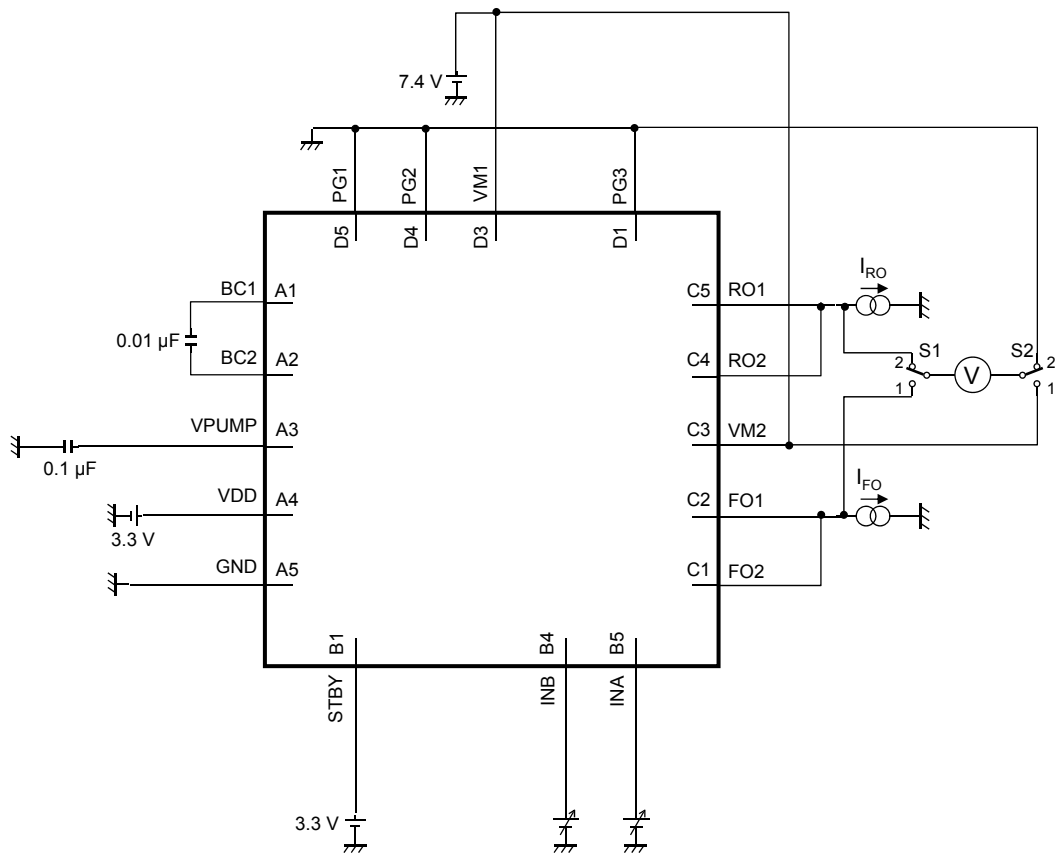 7.4 V
PG1
PG2
VM1
PG3
D5
D4
D3
D1
BC1
A1
0.01 µF
BC2
A2
VPUMP
A3
0.1 µF
VDD
A4
3.3 V
GND
A5
C5
RO1
IRO
C4
RO2
S1
S2
2
V
2
1
1
C3
VM2
C2
FO1
IFO
C1
FO2
B1
B4
B5
STBY
INB
INA
3.3 V